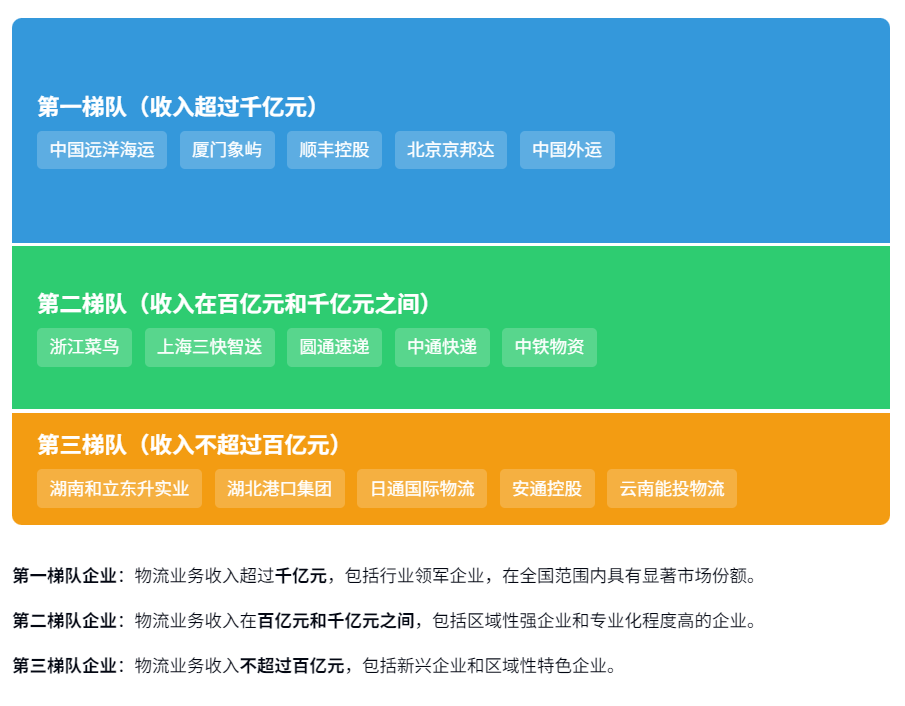 第一梯队（收入超过千亿元）
中国远洋海运 厦门象屿 顺丰控股 北京京邦达 中国外运
第二梯队（收入在百亿元和千亿元之间）
浙江菜鸟 上海三快智送 圆通速递 中通快递 中铁物资
第三梯队（收入不超过百亿元）
湖南和立东升实业 湖北港口集团 日通国际物流 安通控股 云南能投物流
第一梯队企业：物流业务收入超过千亿元，包括行业领军企业，在全国范围内具有显著市场份额。
第二梯队企业：物流业务收入在百亿元和千亿元之间，包括区域性强企业和专业化程度高的企业。
第三梯队企业：物流业务收入不超过百亿元，包括新兴企业和区域性特色企业。